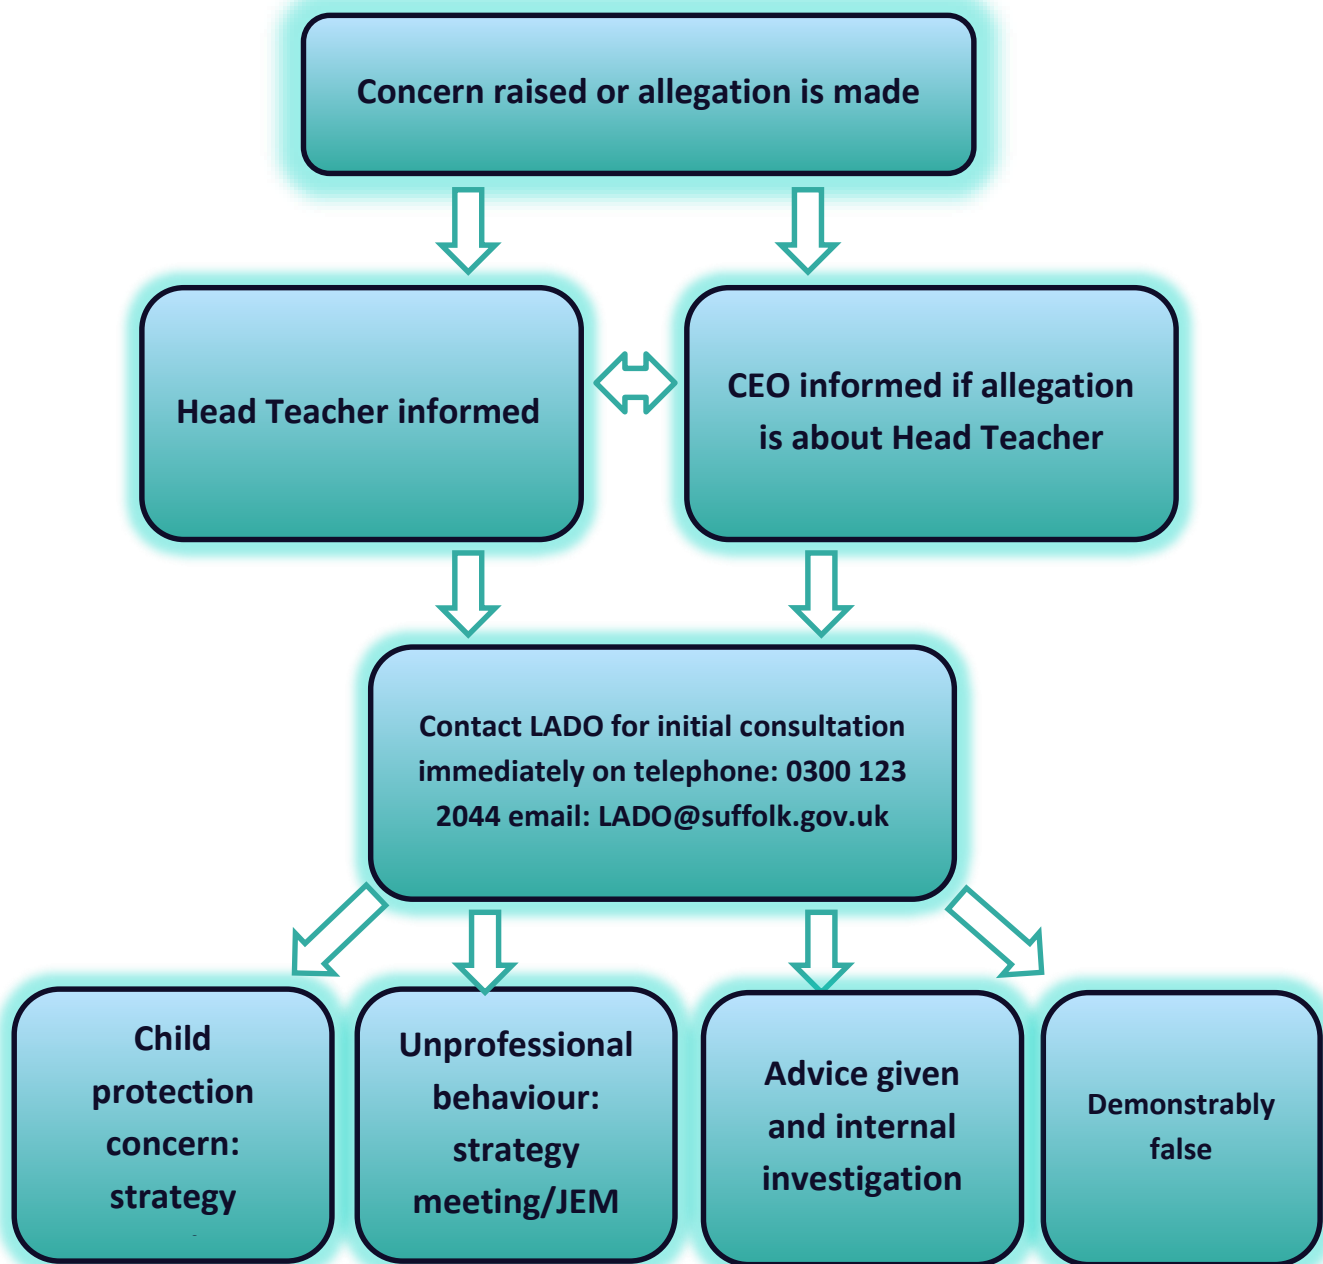 Concern raised or allegation is made
Head Teacher informed
CEO informed if allegation
is about Head Teacher
Contact LADO for initial consultation
immediately on telephone: 0300 123
2044 email: LADO@suffolk.gov.uk
Child
protection
concern:
strategy
Unprofessional
behaviour:
strategy
meeting/JEM
Advice given
and internal
investigation
Demonstrably
false